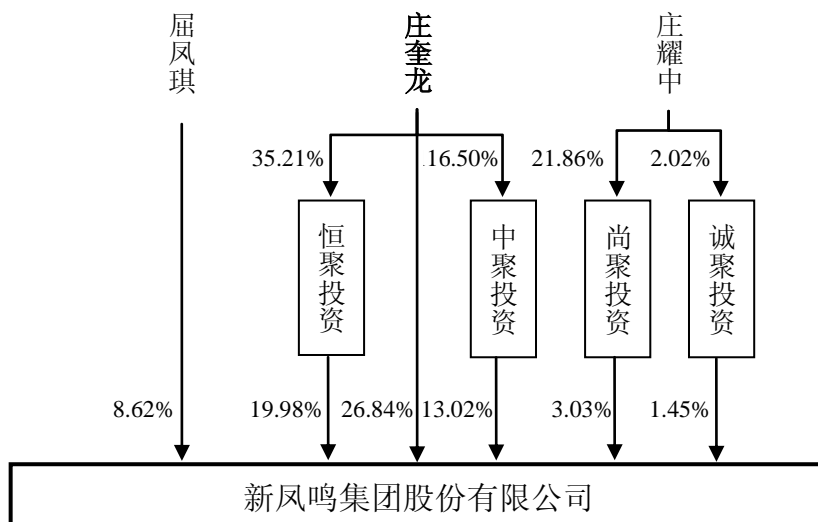 屈凤琪
庄奎龙
庄耀中
35.21%
16.50%
21.86%
2.02%
恒聚投资
中聚投资
尚聚投资
诚聚投资
8.62%
19.98%
26.84%
13.02%
3.03%
1.45%
新凤鸣集团股份有限公司